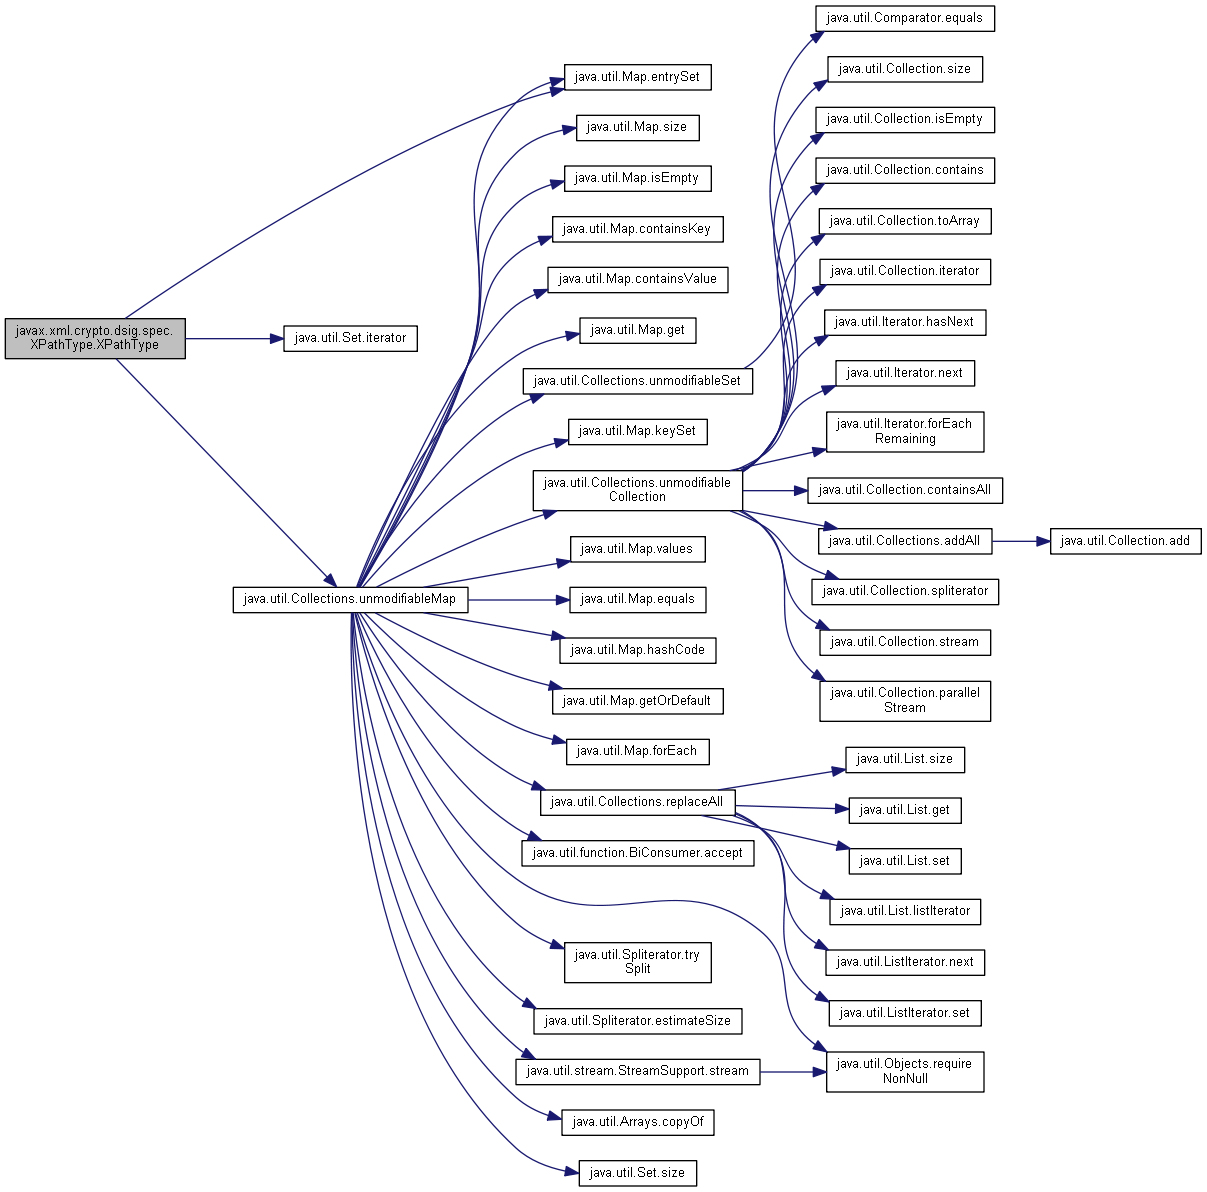 javax.xml.crypto.dsig.spec.
XPathType.XPathType
java.util.Map.entrySet
java.util.Set.iterator
java.util.Collections.unmodifiableMap
java.util.Map.size
java.util.Map.isEmpty
java.util.Map.containsKey
java.util.Map.containsValue
java.util.Map.get
java.util.Collections.unmodifiableSet
java.util.Map.keySet
java.util.Collections.unmodifiable
Collection
java.util.Map.values
java.util.Map.equals
java.util.Map.hashCode
java.util.Map.getOrDefault
java.util.Map.forEach
java.util.Collections.replaceAll
java.util.function.BiConsumer.accept
java.util.Spliterator.try
Split
java.util.Spliterator.estimateSize
java.util.stream.StreamSupport.stream
java.util.Arrays.copyOf
java.util.Set.size
java.util.Comparator.equals
java.util.Collection.size
java.util.Collection.isEmpty
java.util.Collection.contains
java.util.Collection.toArray
java.util.Collection.iterator
java.util.Iterator.hasNext
java.util.Iterator.next
java.util.Iterator.forEach
Remaining
java.util.Collection.containsAll
java.util.Collections.addAll
java.util.Collection.add
java.util.Collection.spliterator
java.util.Collection.stream
java.util.Collection.parallel
Stream
java.util.List.size
java.util.List.get
java.util.List.set
java.util.List.listIterator
java.util.ListIterator.next
java.util.ListIterator.set
java.util.Objects.require
NonNull